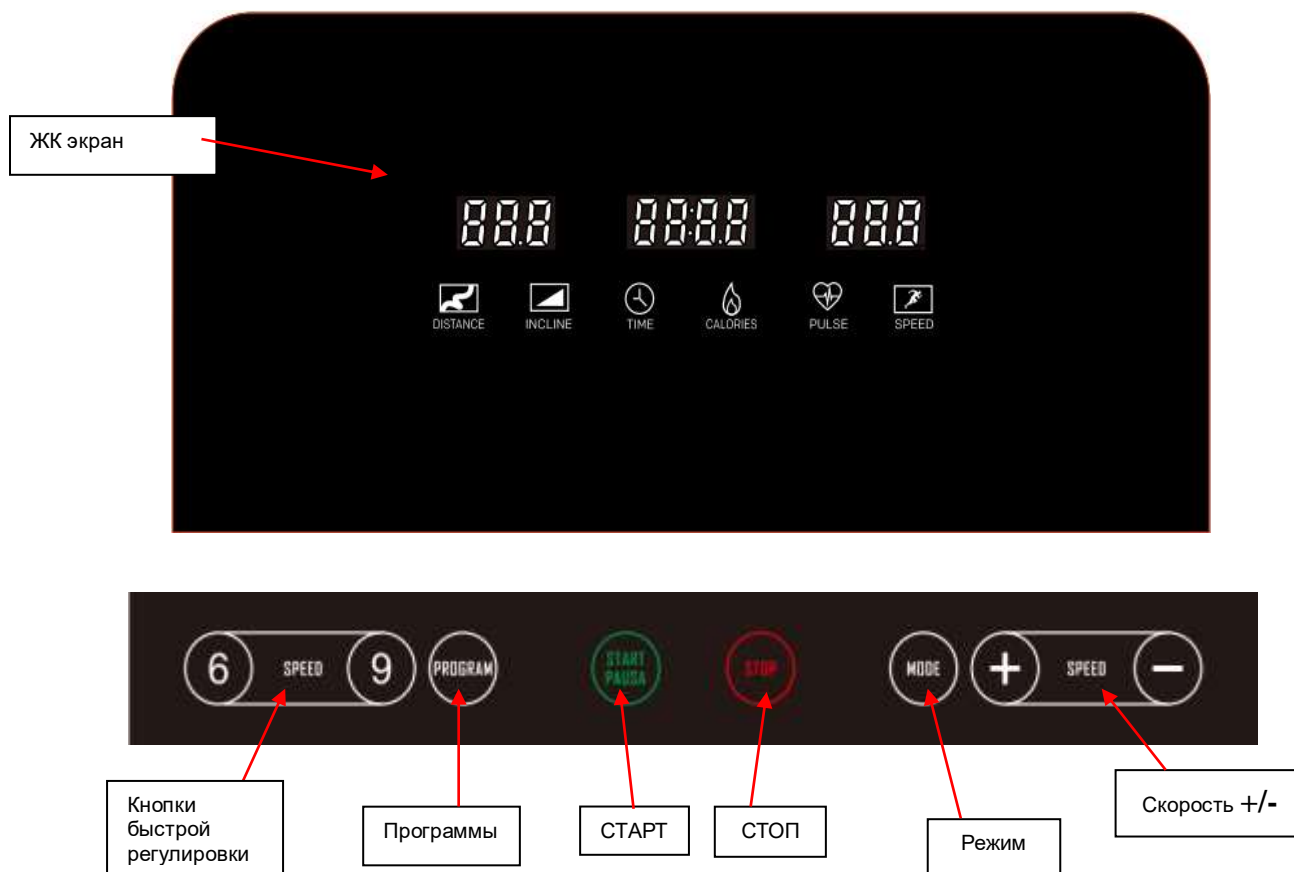 ЖК экран
88.8 88:8.8 88.8
DISTANCE INCLINE TIME CALORIES PULSE SPEED
6 SPEED 9 PROGRAM START PAUSA STOP MODE + SPEED −
Кнопки быстрой регулировки
Программы
СТАРТ
СТОП
Режим
Скорость +/-